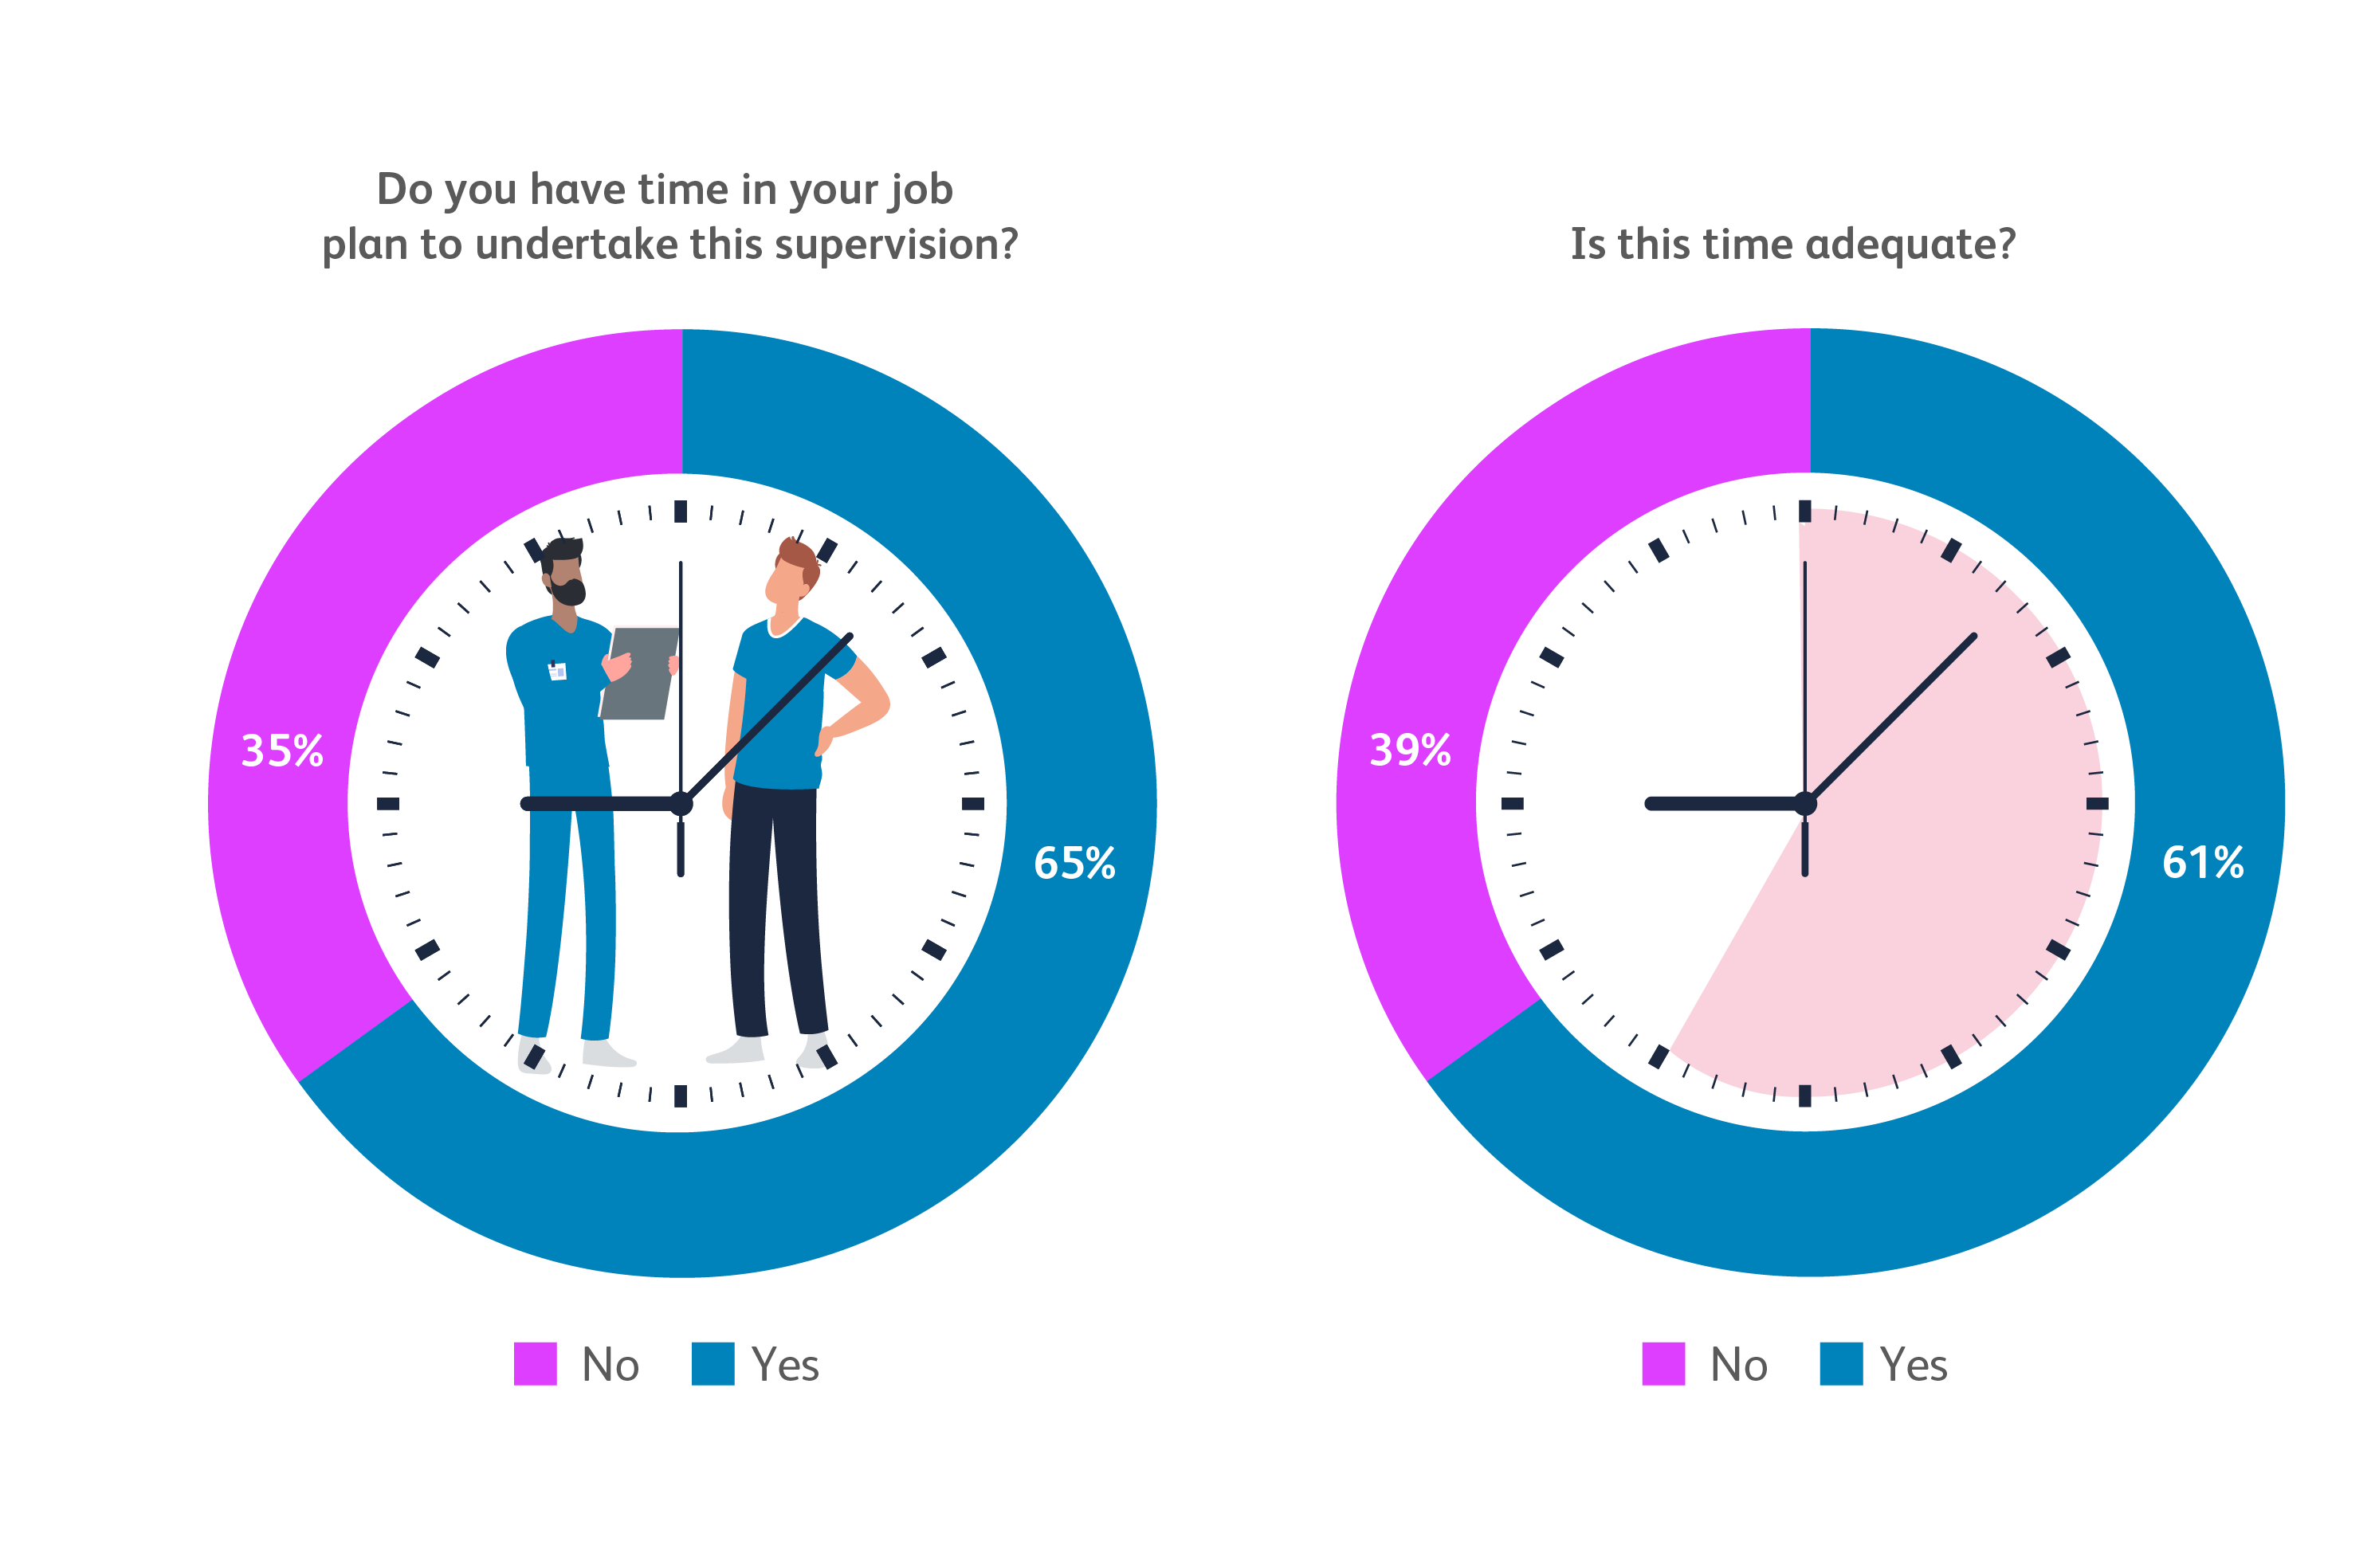 Do you have time in your job
plan to undertake this supervision?
35%
65%
No
Yes
Is this time adequate?
39%
61%
No
Yes